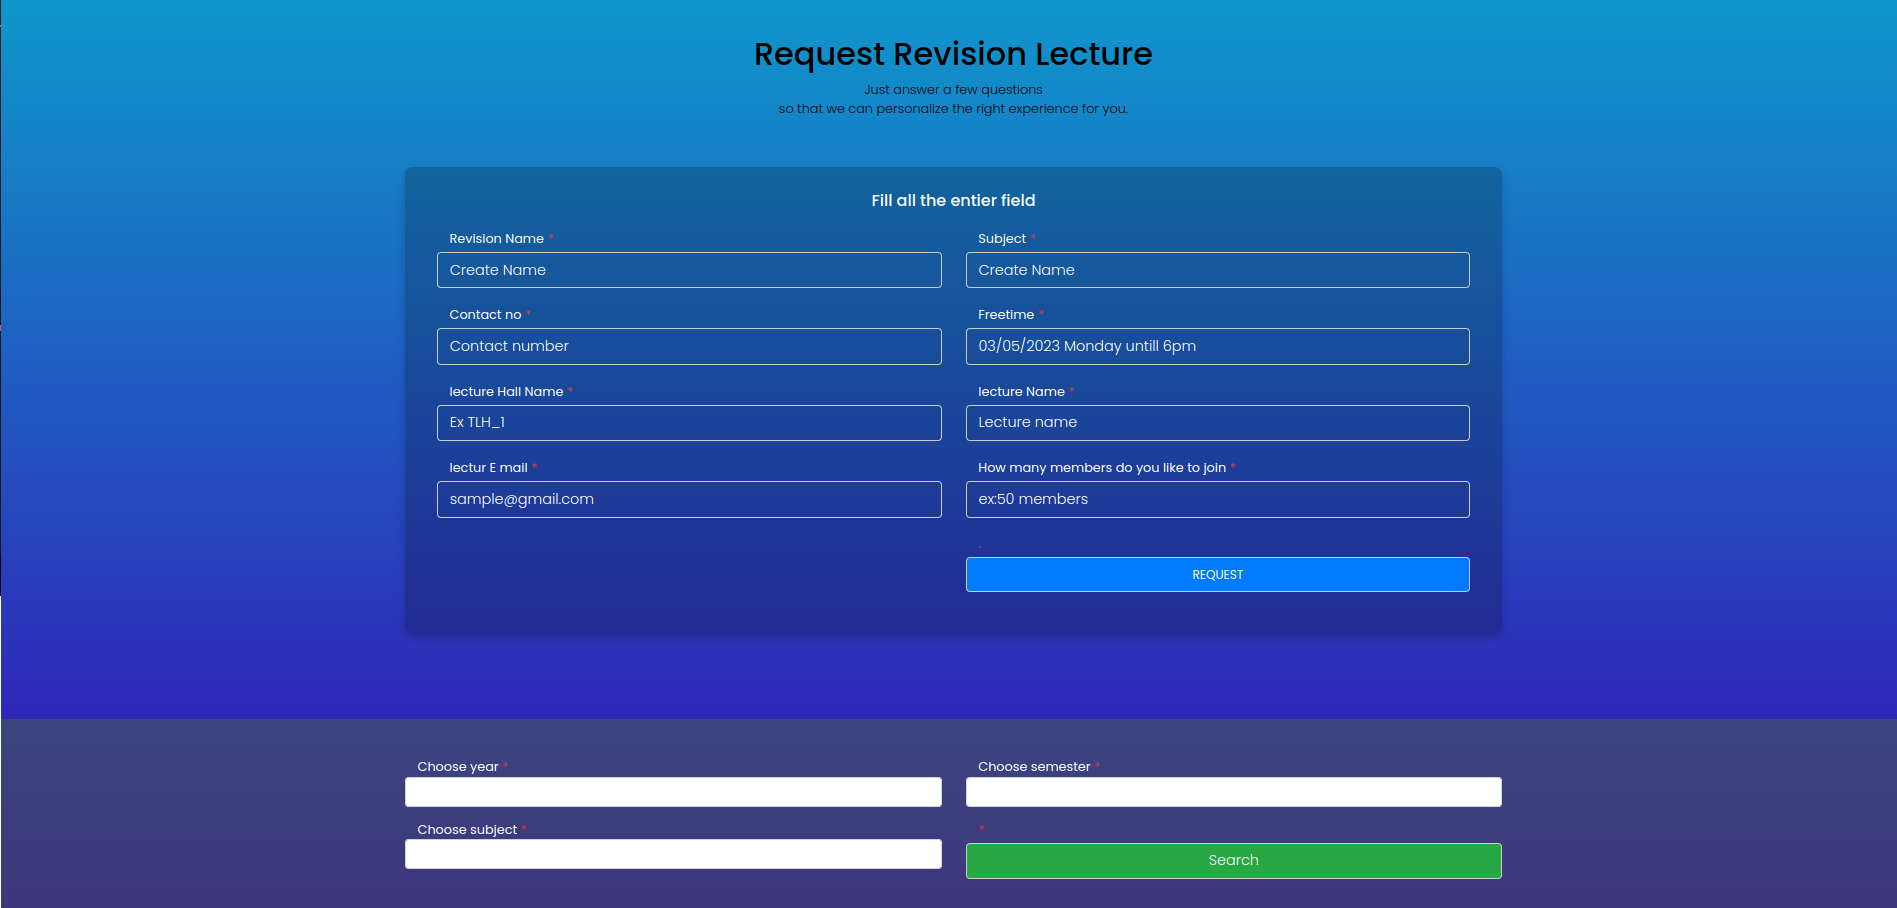 Request Revision Lecture
Just answer a few questions
so that we can personalize the right experience for you.
Fill all the entier field
Revision Name *
Subject *
Create Name
Create Name
Contact no *
Freetime *
Contact number
03/05/2023 Monday untill 6pm
lecture Hall Name *
lecture Name *
Ex TLH_1
Lecture name
lectur E mail *
How many members do you like to join *
sample@gmail.com
ex:50 members
.
REQUEST
Choose year *
Choose semester *
Choose subject *
*
Search